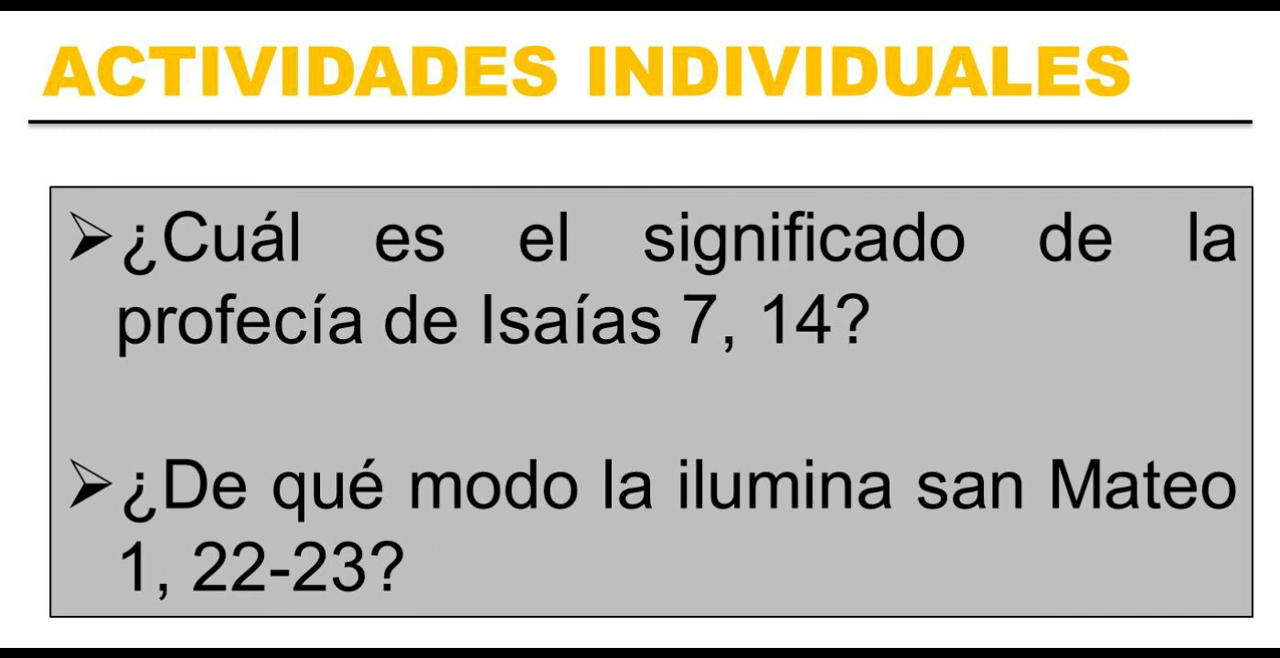 ACTIVIDADES INDIVIDUALES
➢¿Cuál es el significado de la
profecía de Isaías 7, 14?
➢¿De qué modo la ilumina san Mateo
1, 22-23?